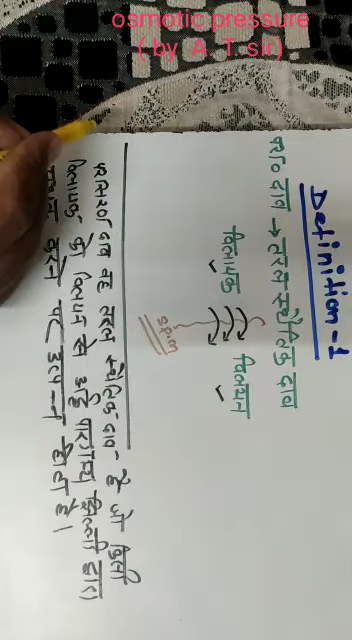 osmotic pressure
( by A. T. sir)
Definition-1
परा० दाब → तरल स्थैतिक दाब
विलायक विलयन
SPM
परासरण दाब वह तरल स्थैतिक दाब है जो किसी
विलायक को विलयन से अर्द्ध पारगम्य झिल्ली द्वारा
करने पर उत्पन्न होता है।